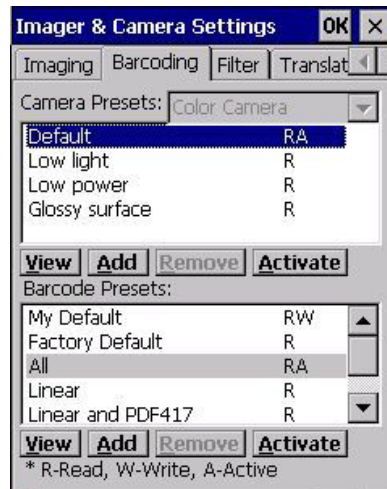 Imager & Camera Settings OK ×
Imaging Barcoding Filter Translat
Camera Presets: Color Camera
Default RA
Low light R
Low power R
Glossy surface R
View Add Remove Activate
Barcode Presets:
My Default RW
Factory Default R
All RA
Linear R
Linear and PDF417 R
View Add Remove Activate
* R-Read, W-Write, A-Active